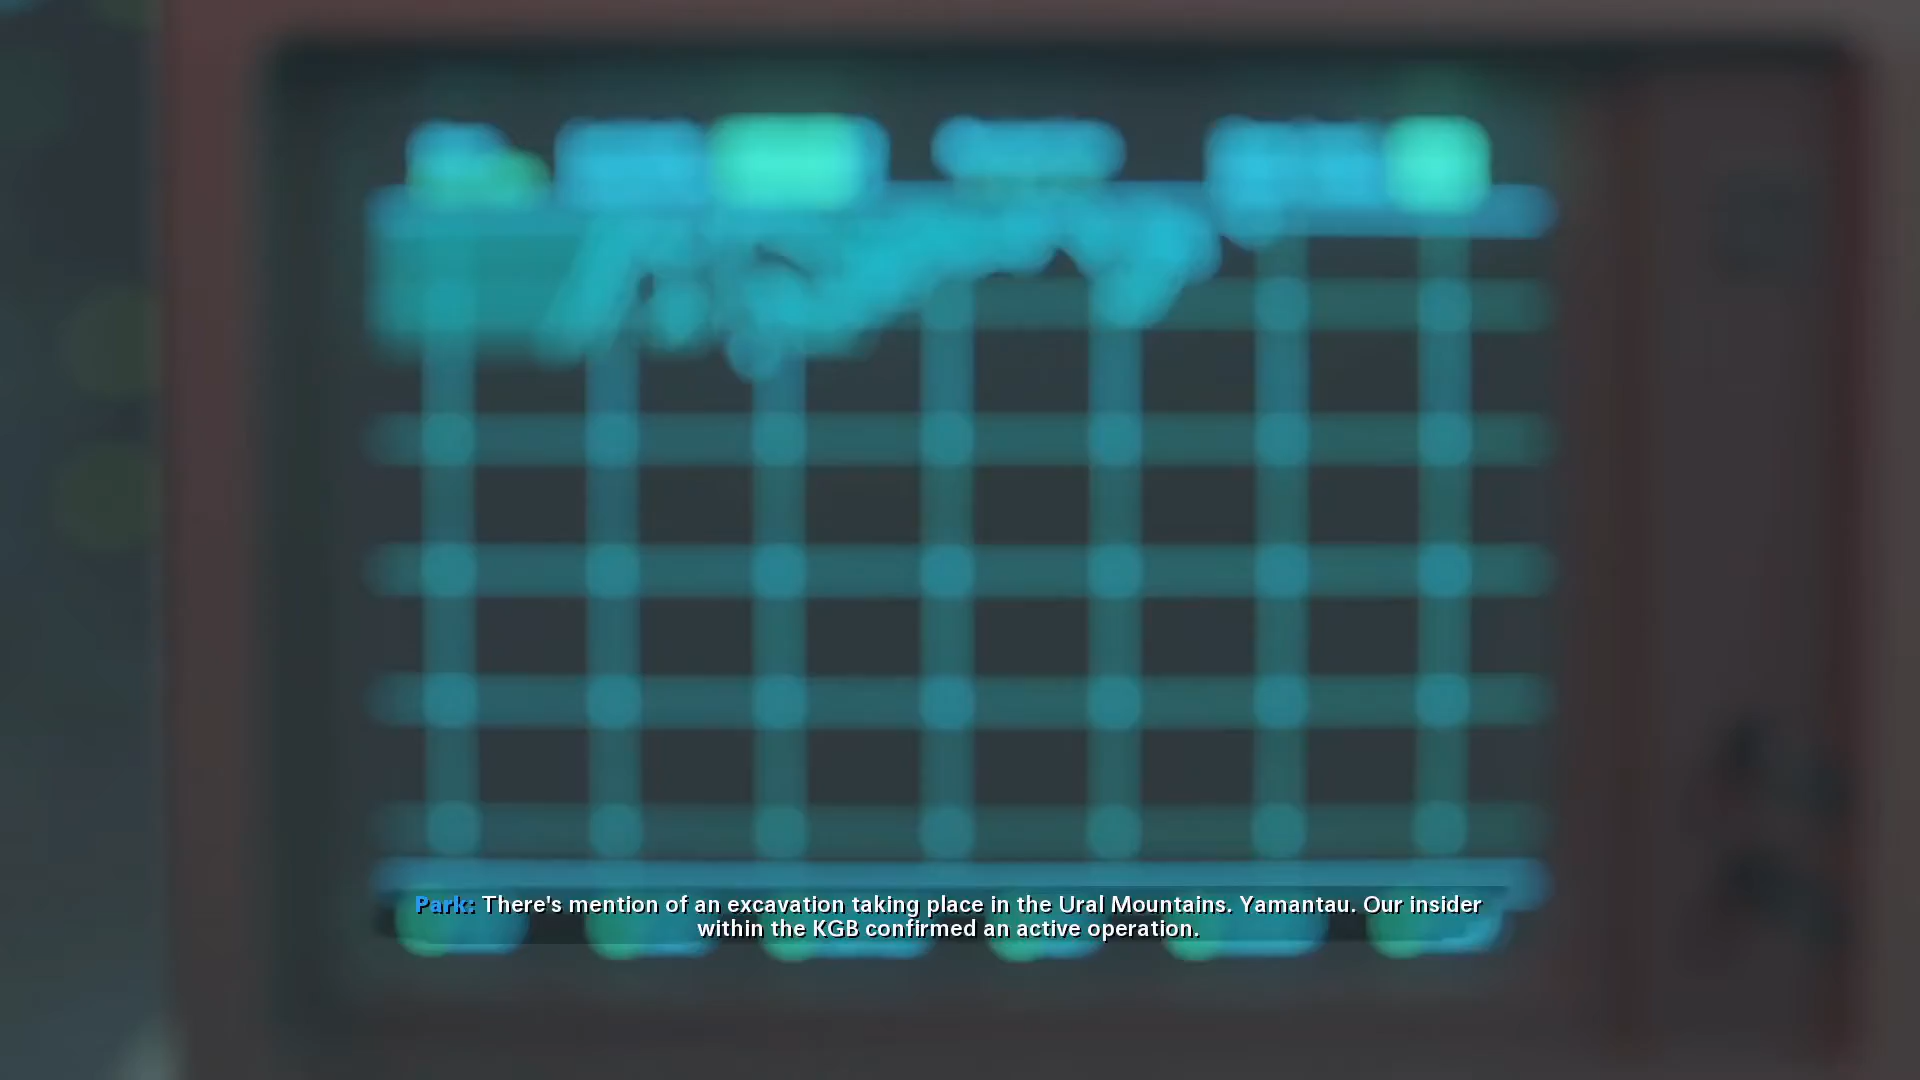 Park: There's mention of an excavation taking place in the Ural Mountains. Yamantau. Our insider
within the KGB confirmed an active operation.